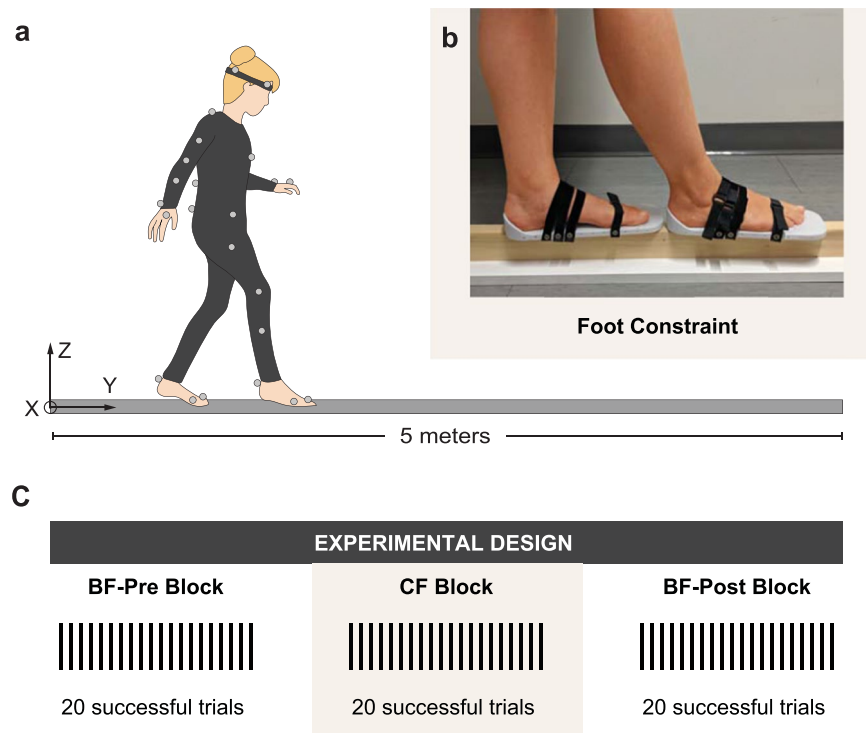 a
b
Foot Constraint
Z
Y
X
5 meters
C
EXPERIMENTAL DESIGN
BF-Pre Block
CF Block
BF-Post Block
20 successful trials
20 successful trials
20 successful trials